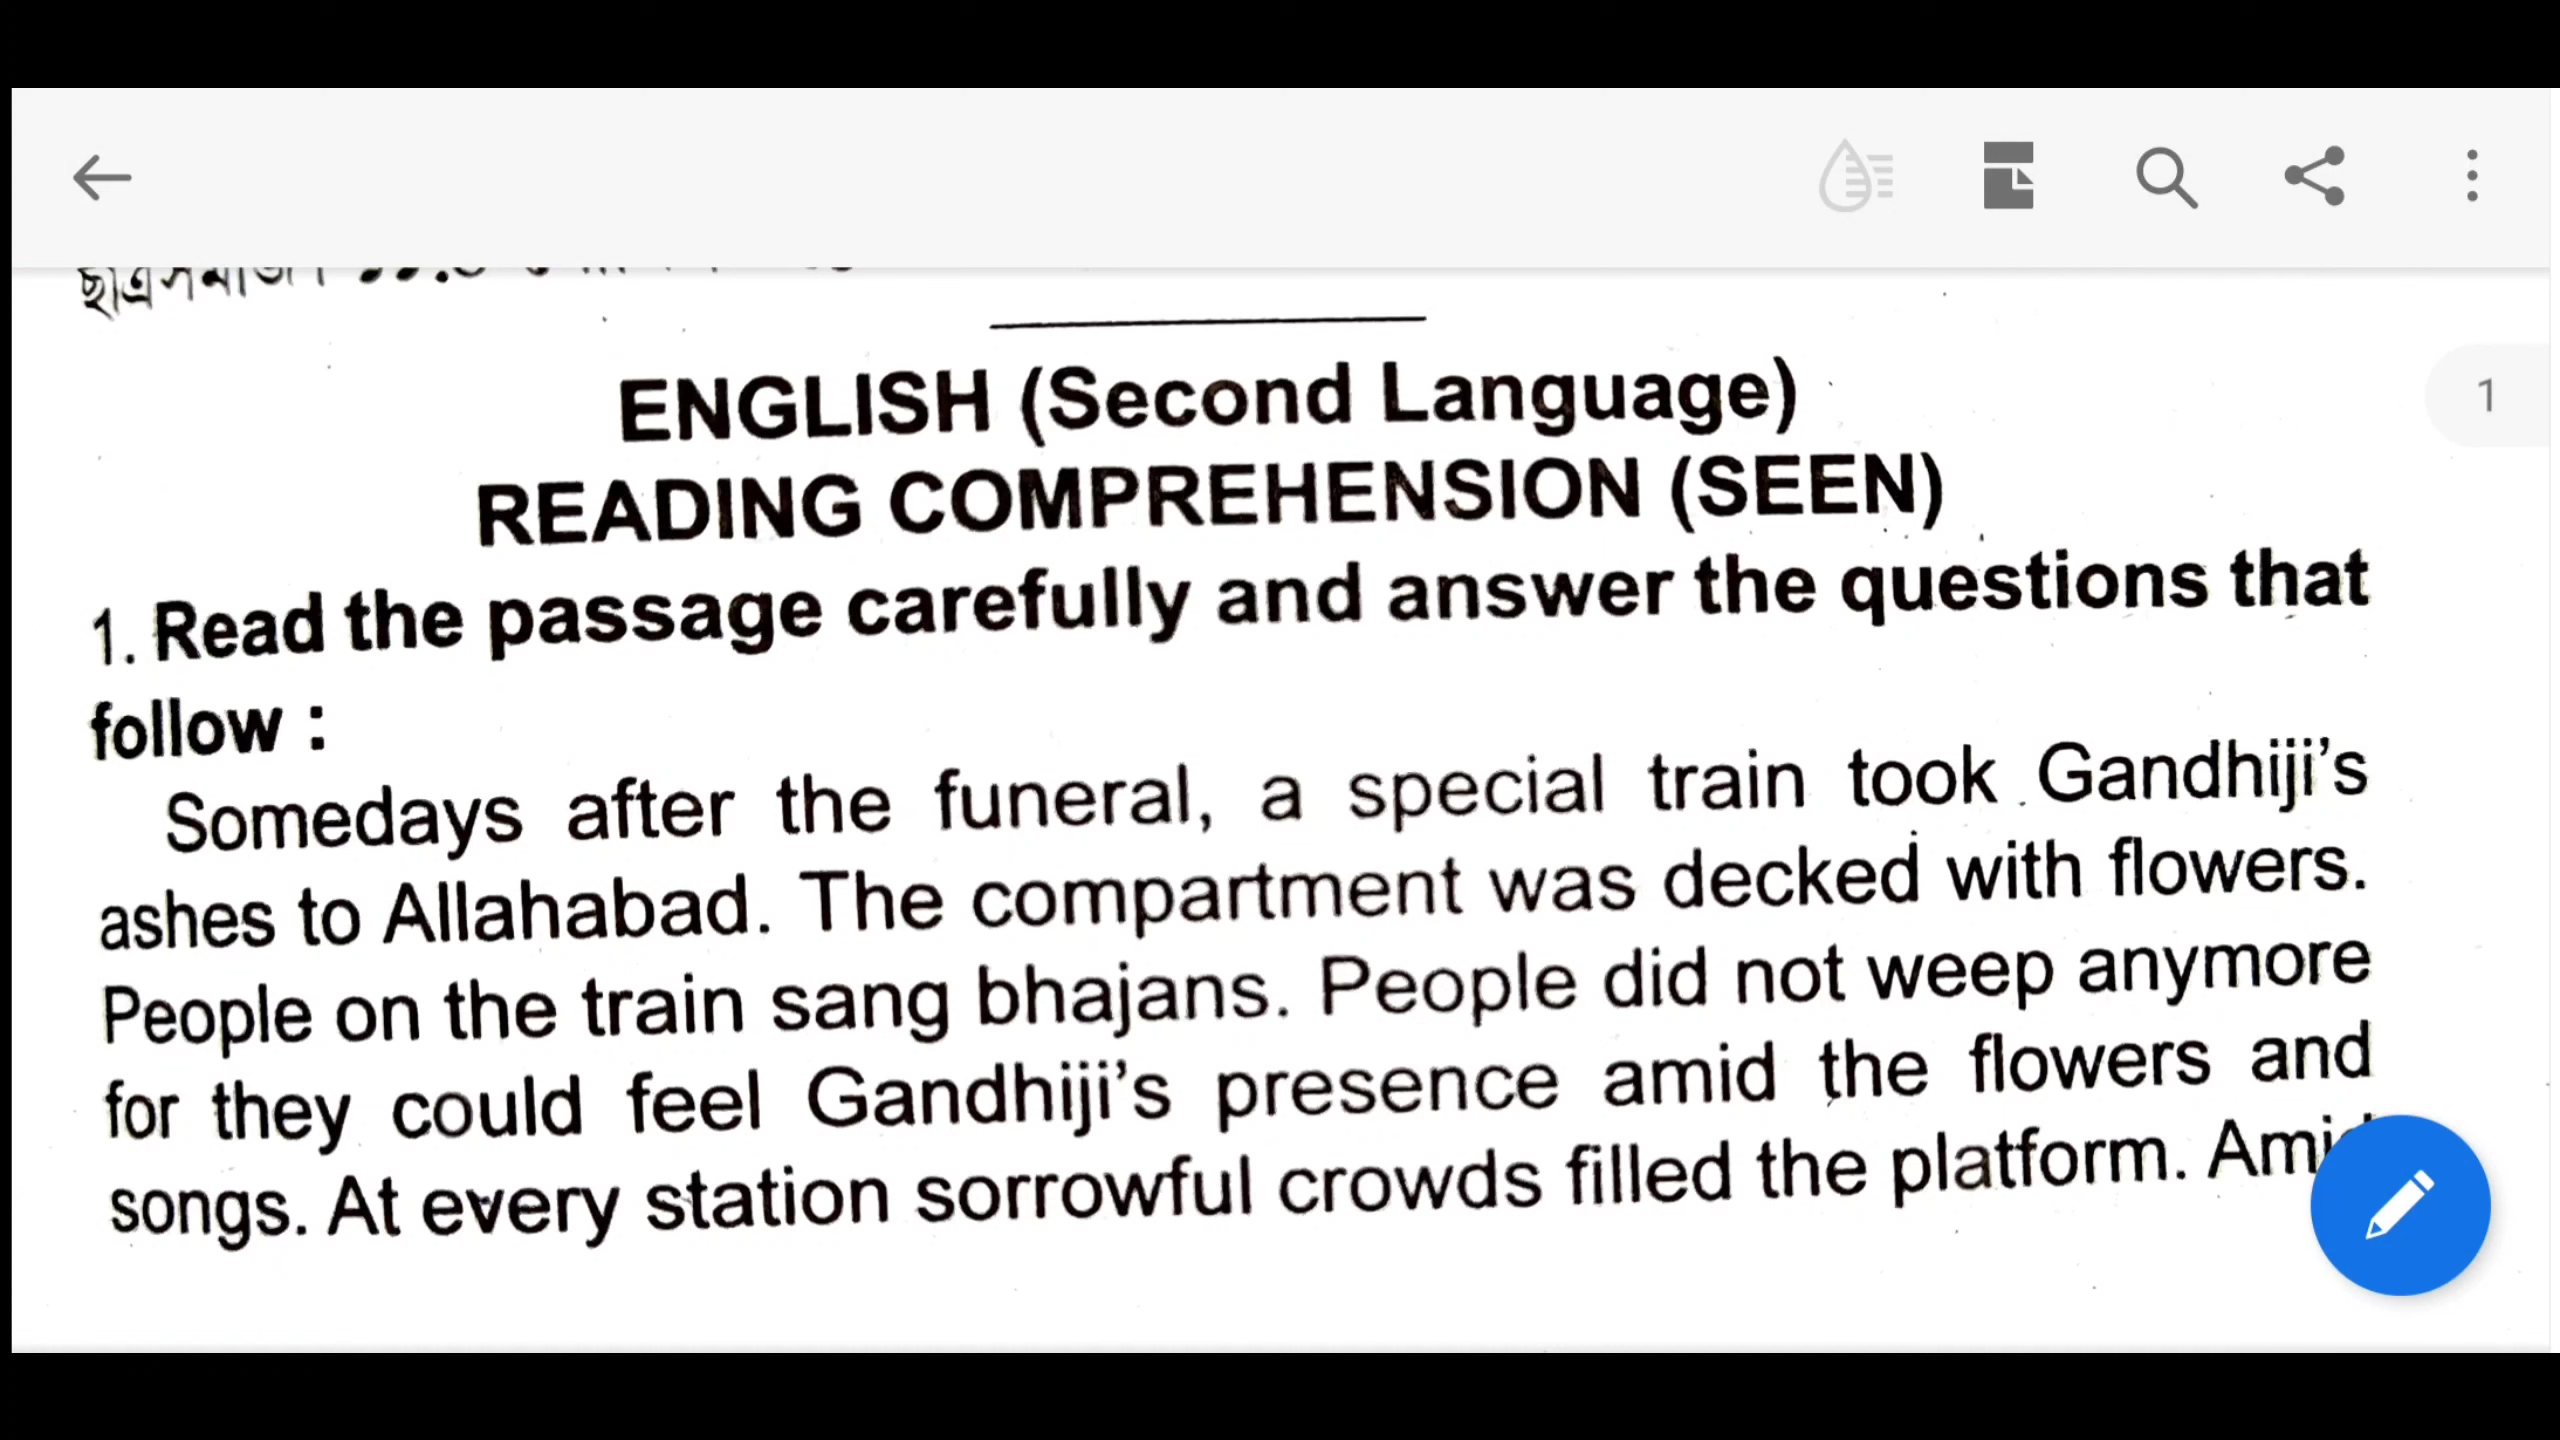 1
ENGLISH (Second Language)
READING COMPREHENSION (SEEN)
1. Read the passage carefully and answer the questions that
follow :
Somedays after the funeral, a special train took Gandhiji's
ashes to Allahabad. The compartment was decked with flowers.
People on the train sang bhajans. People did not weep anymore
for they could feel Gandhiji's presence amid the flowers and
songs. At every station sorrowful crowds filled the platform.